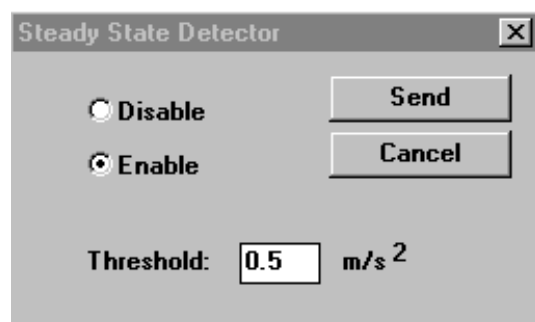 Steady State Detector
Disable
Send
Enable
Cancel
Threshold: 0.5 m/s 2